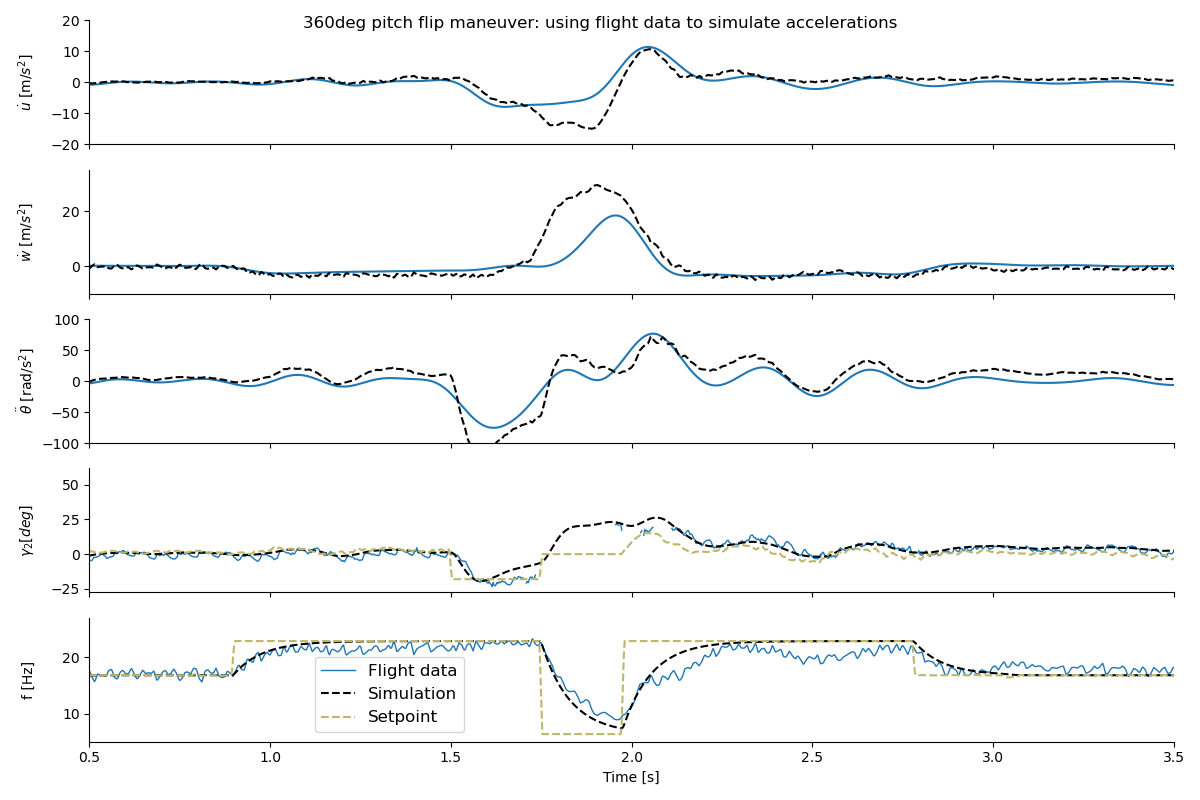 360deg pitch flip maneuver: using flight data to simulate accelerations
20
10
0
−10
−20
u̇ [m/s²]
20
0
ẇ [m/s²]
100
50
0
−50
−100
θ̈ [rad/s²]
50
25
0
−25
γ₂[deg]
20
10
f [Hz]
Flight data
Simulation
Setpoint
0.5 1.0 1.5 2.0 2.5 3.0 3.5
Time [s]